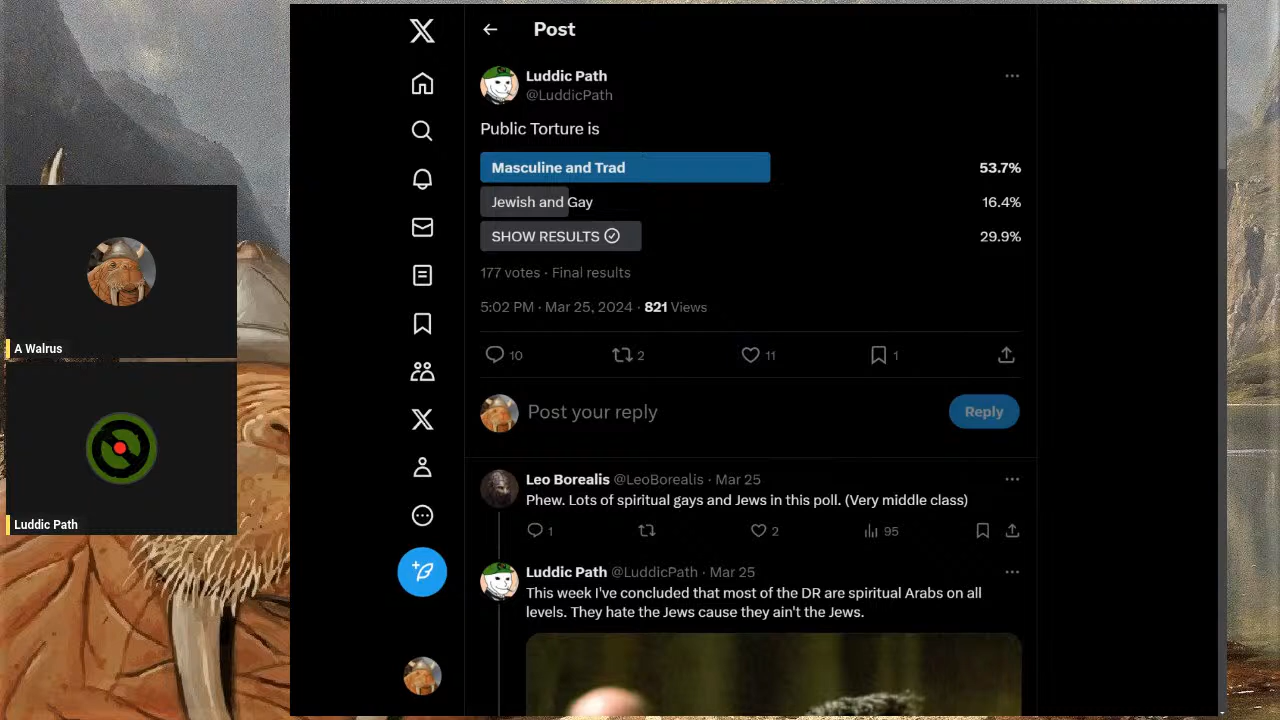 Post
Luddic Path
@LuddicPath
Public Torture is
Masculine and Trad 53.7%
Jewish and Gay 16.4%
SHOW RESULTS 29.9%
177 votes · Final results
5:02 PM · Mar 25, 2024 · 821 Views
10 2 11 1
Post your reply Reply
Leo Borealis @LeoBorealis · Mar 25
Phew. Lots of spiritual gays and Jews in this poll. (Very middle class)
1 2 95
Luddic Path @LuddicPath · Mar 25
This week I've concluded that most of the DR are spiritual Arabs on all
levels. They hate the Jews cause they ain't the Jews.
A Walrus
Luddic Path